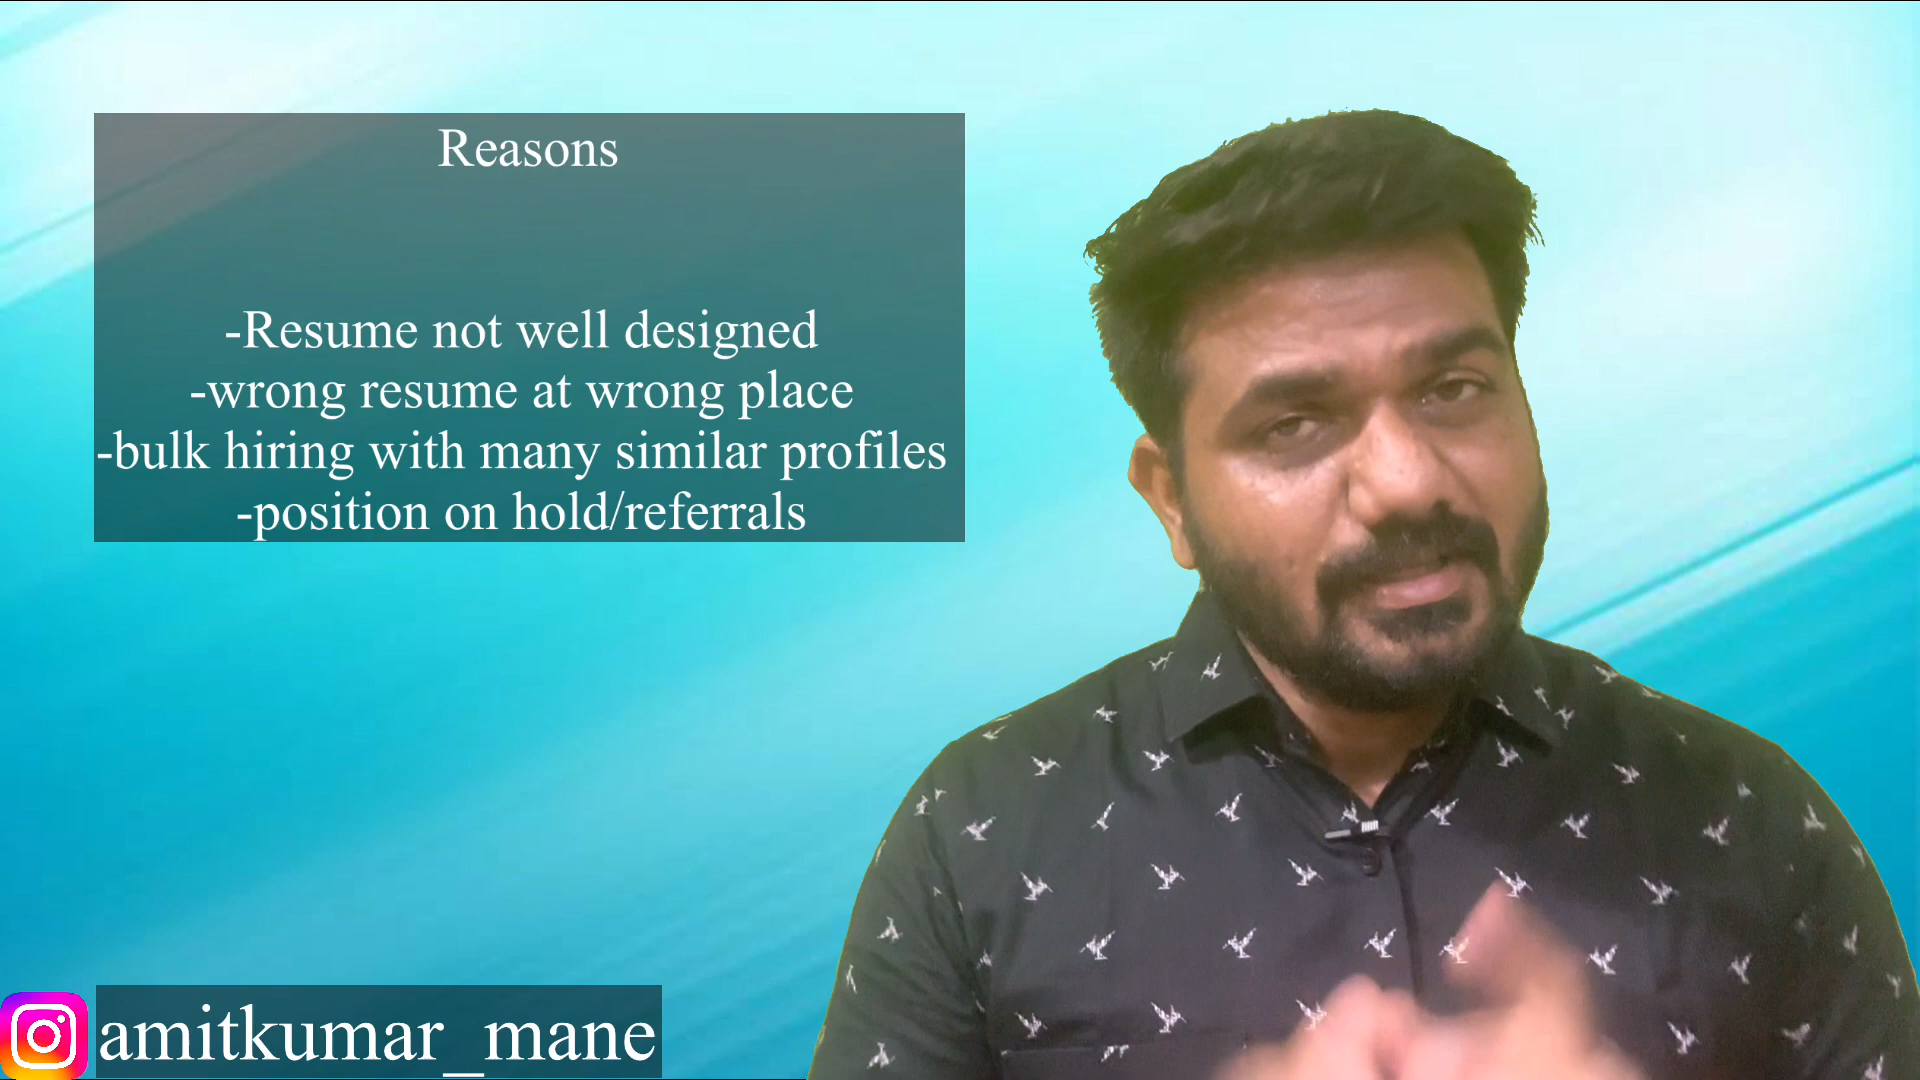 Reasons
-Resume not well designed
-wrong resume at wrong place
-bulk hiring with many similar profiles
-position on hold/referrals
amitkumar_mane